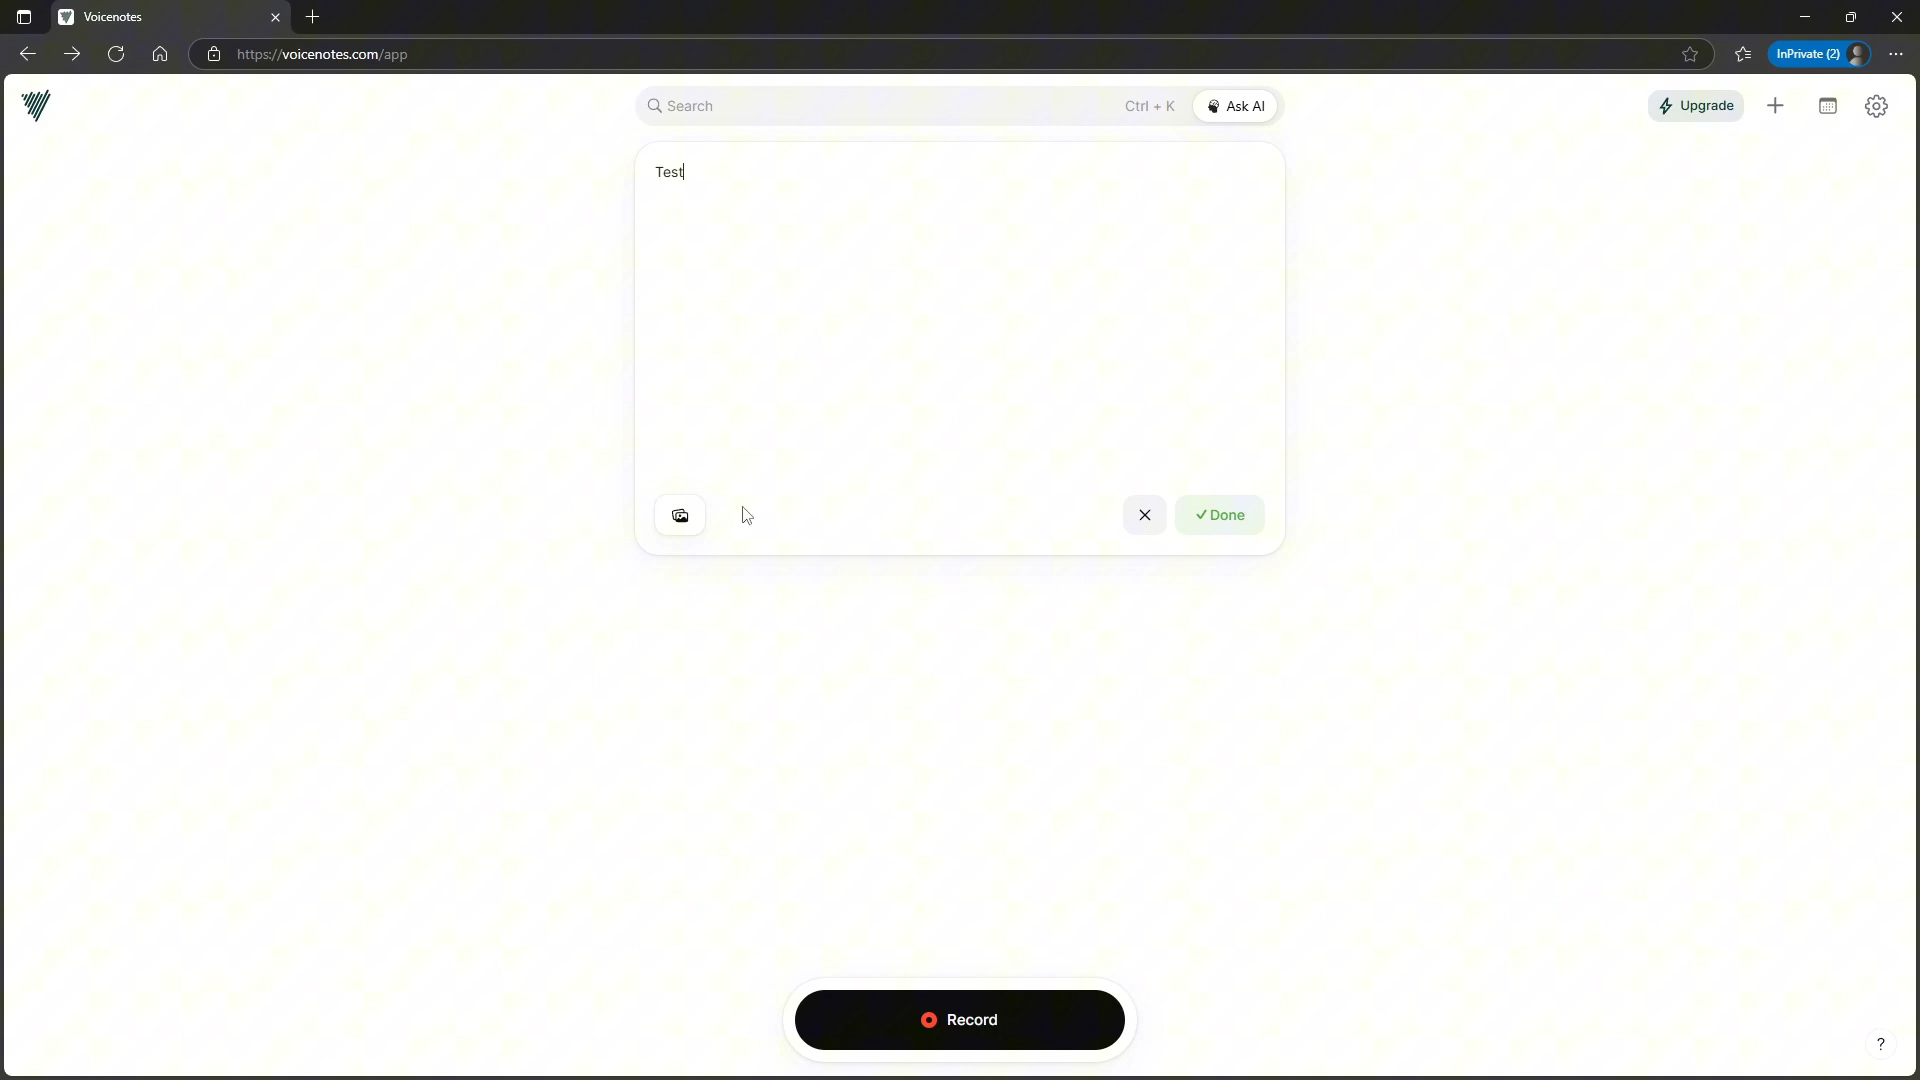 Voicenotes
https://voicenotes.com/app
InPrivate (2)
Search
Ctrl + K
Ask AI
Upgrade
Test
Done
Record
?